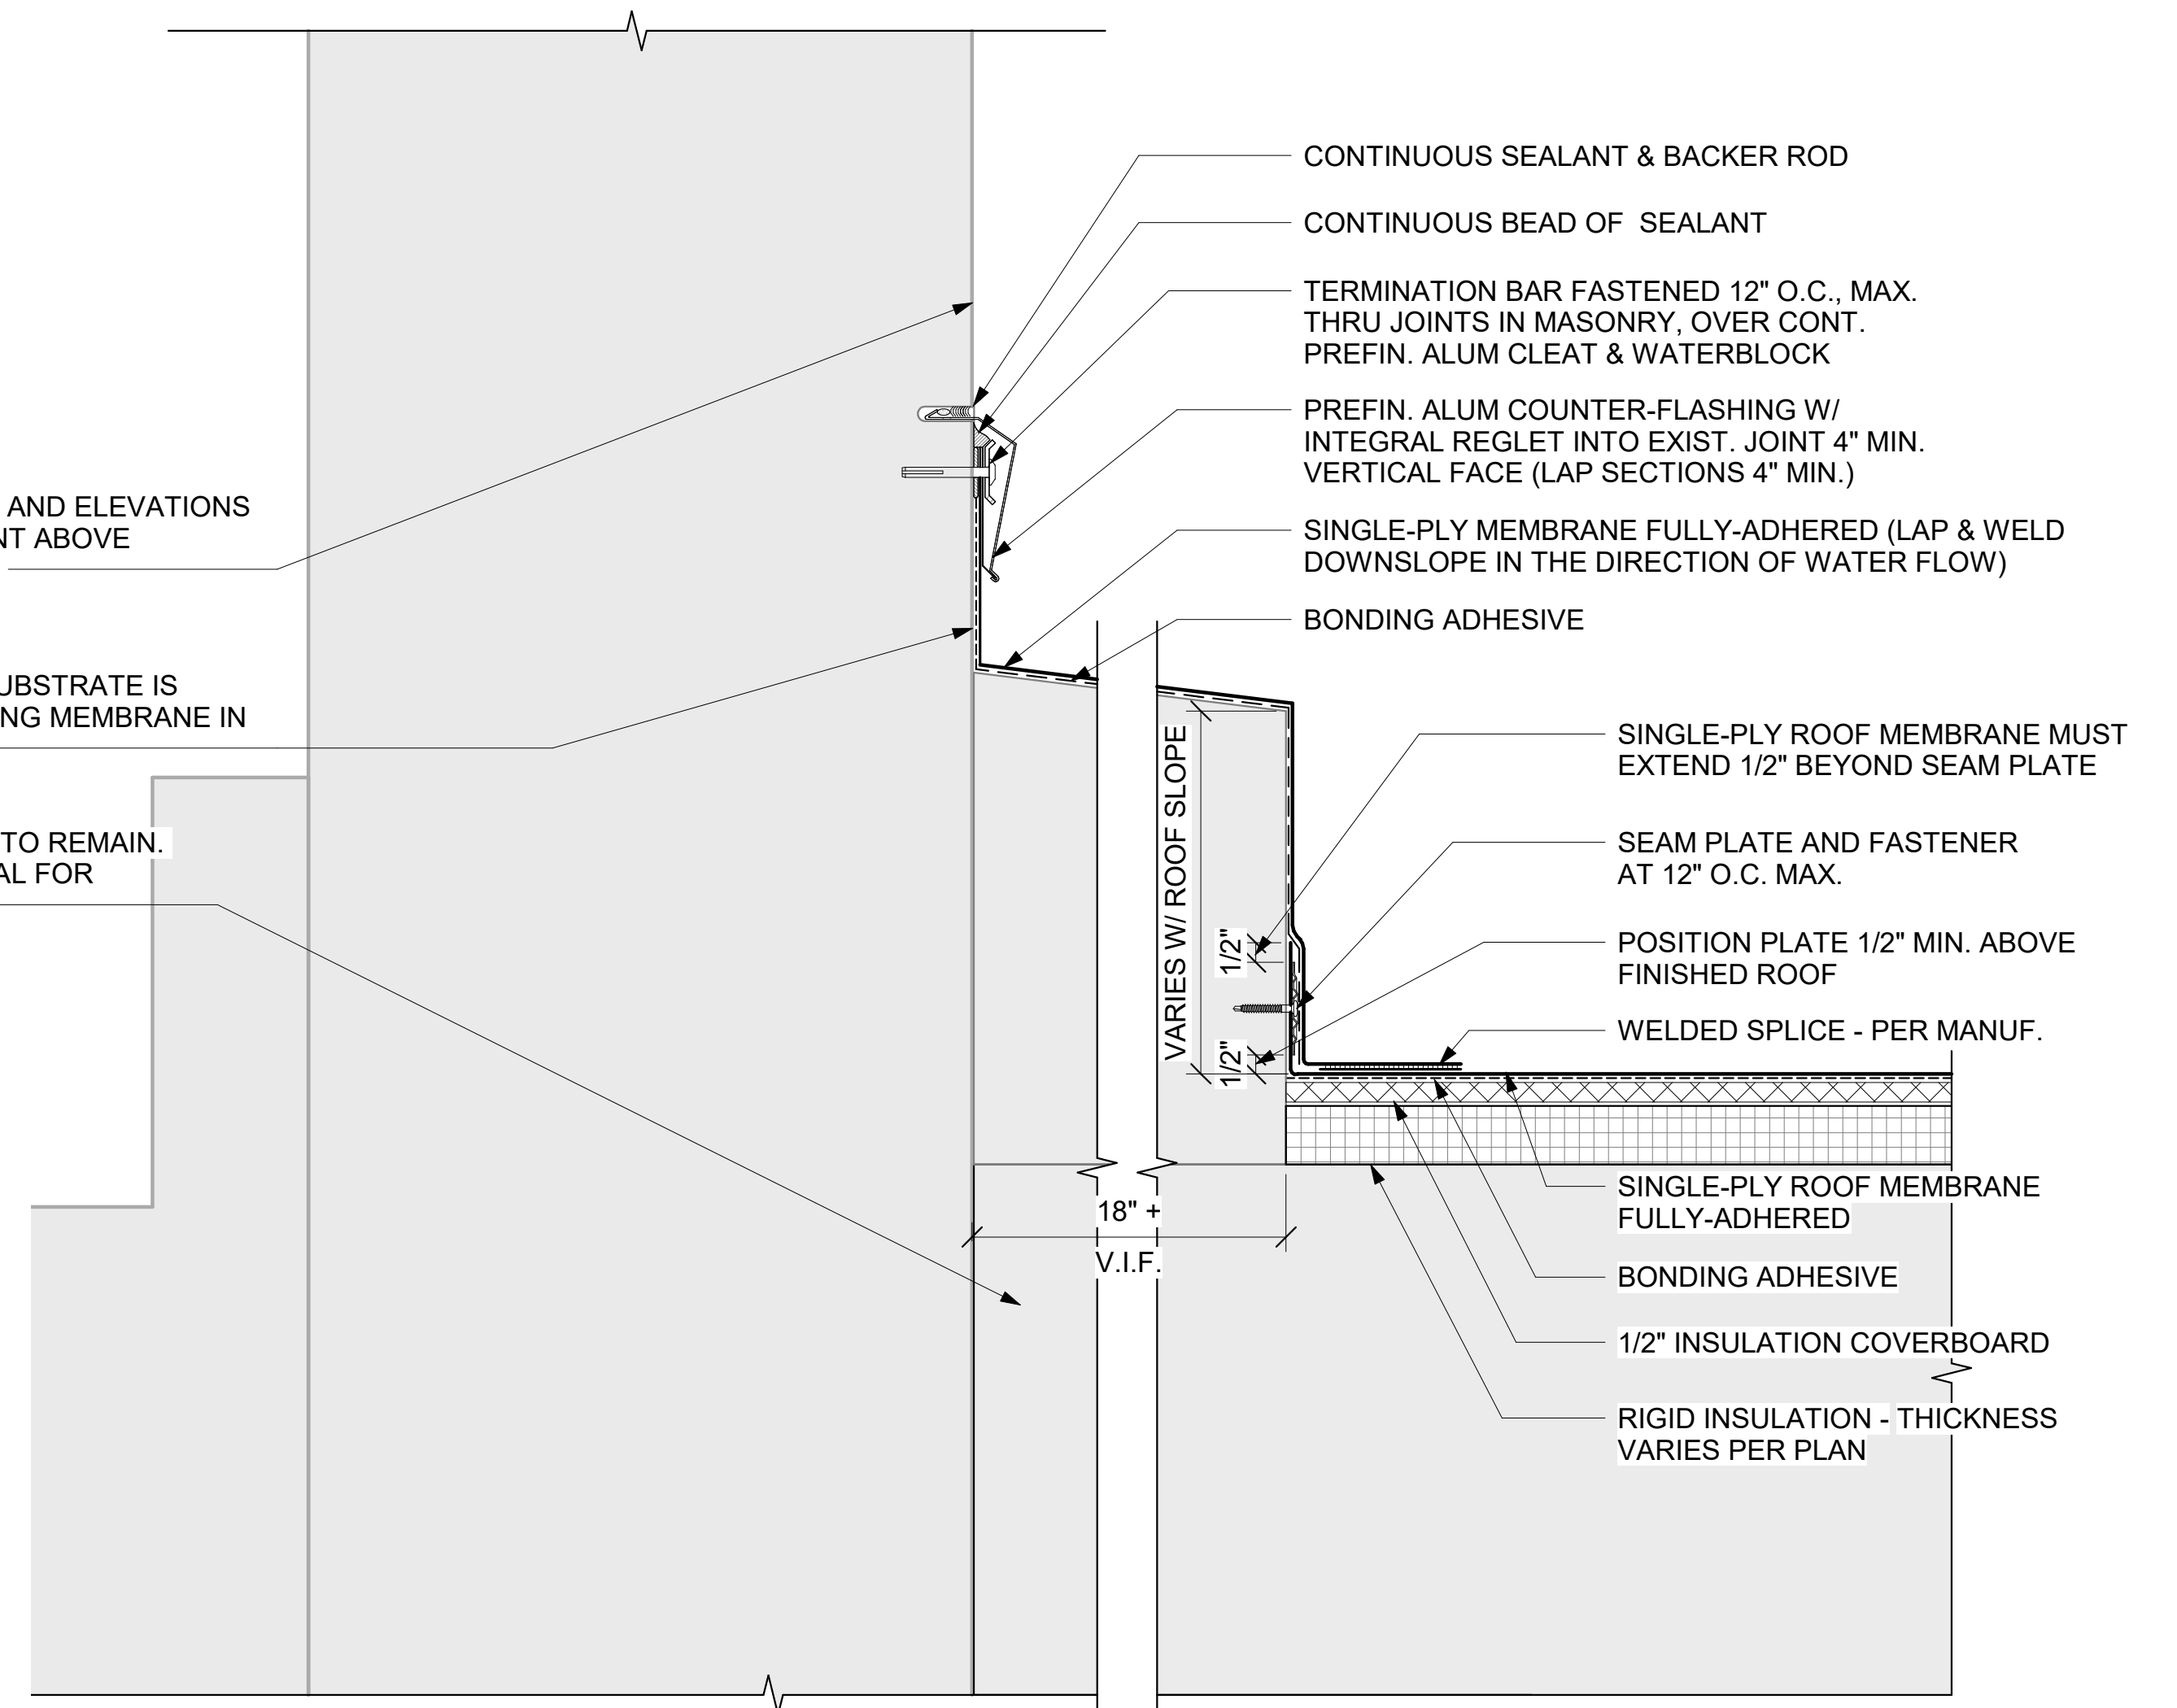 CONTINUOUS SEALANT & BACKER ROD
CONTINUOUS BEAD OF  SEALANT
TERMINATION BAR FASTENED 12" O.C., MAX.
THRU JOINTS IN MASONRY, OVER CONT.
PREFIN. ALUM CLEAT & WATERBLOCK
PREFIN. ALUM COUNTER-FLASHING W/
INTEGRAL REGLET INTO EXIST. JOINT 4" MIN.
VERTICAL FACE (LAP SECTIONS 4" MIN.)
SINGLE-PLY MEMBRANE FULLY-ADHERED (LAP & WELD
DOWNSLOPE IN THE DIRECTION OF WATER FLOW)
BONDING ADHESIVE
AND ELEVATIONS
ABOVE
SUBSTRATE IS
MEMBRANE IN
TO REMAIN.
FOR
VARIES W/ ROOF SLOPE
1/2"
1/2"
18" +
V.I.F.
SINGLE-PLY ROOF MEMBRANE MUST
EXTEND 1/2" BEYOND SEAM PLATE
SEAM PLATE AND FASTENER
AT 12" O.C. MAX.
POSITION PLATE 1/2" MIN. ABOVE
FINISHED ROOF
WELDED SPLICE - PER MANUF.
SINGLE-PLY ROOF MEMBRANE
FULLY-ADHERED
BONDING ADHESIVE
1/2" INSULATION COVERBOARD
RIGID INSULATION - THICKNESS
VARIES PER PLAN